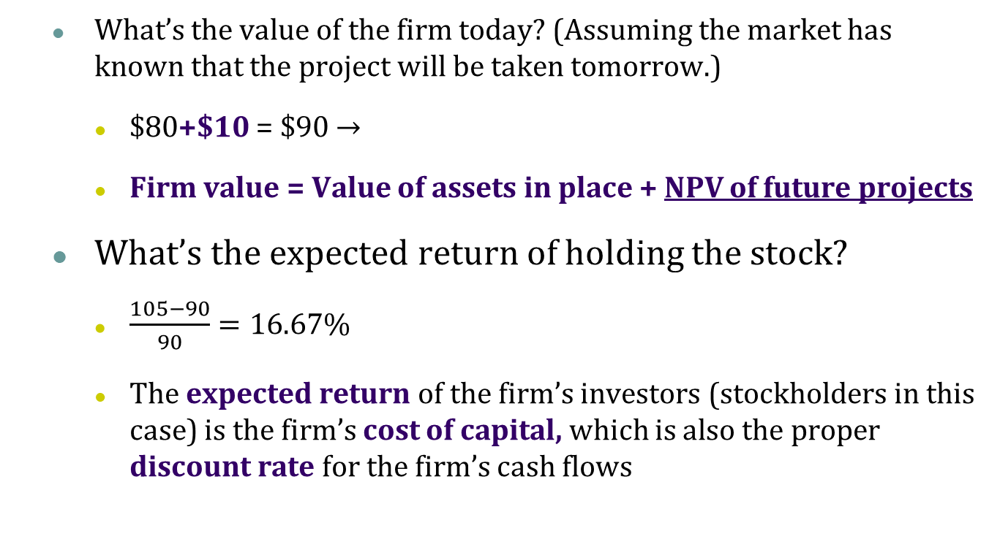 • What's the value of the firm today? (Assuming the market has
known that the project will be taken tomorrow.)
• $80+$10 = $90 →
• Firm value = Value of assets in place + NPV of future projects
• What's the expected return of holding the stock?
• \frac{105−90}{90} = 16.67%
• The expected return of the firm's investors (stockholders in this
case) is the firm's cost of capital, which is also the proper
discount rate for the firm's cash flows